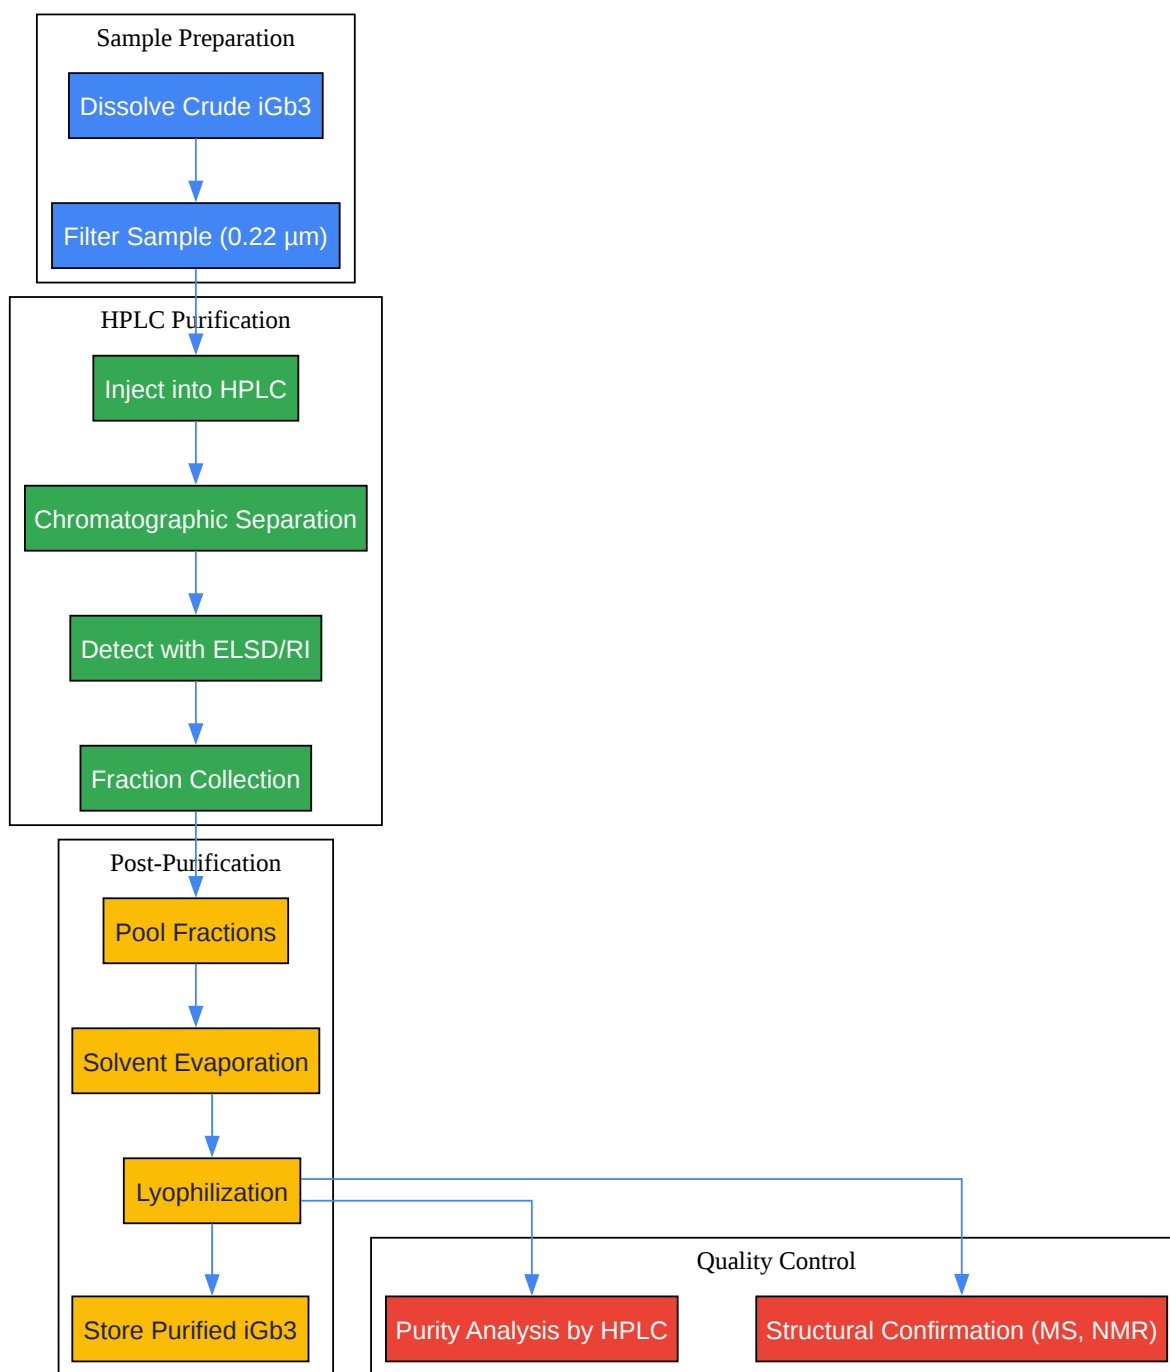 Sample Preparation
Dissolve Crude iGb3
Filter Sample (0.22 µm)
HPLC Purification
Inject into HPLC
Chromatographic Separation
Detect with ELSD/RI
Fraction Collection
Post-Purification
Pool Fractions
Solvent Evaporation
Lyophilization
Store Purified iGb3
Quality Control
Purity Analysis by HPLC
Structural Confirmation (MS, NMR)